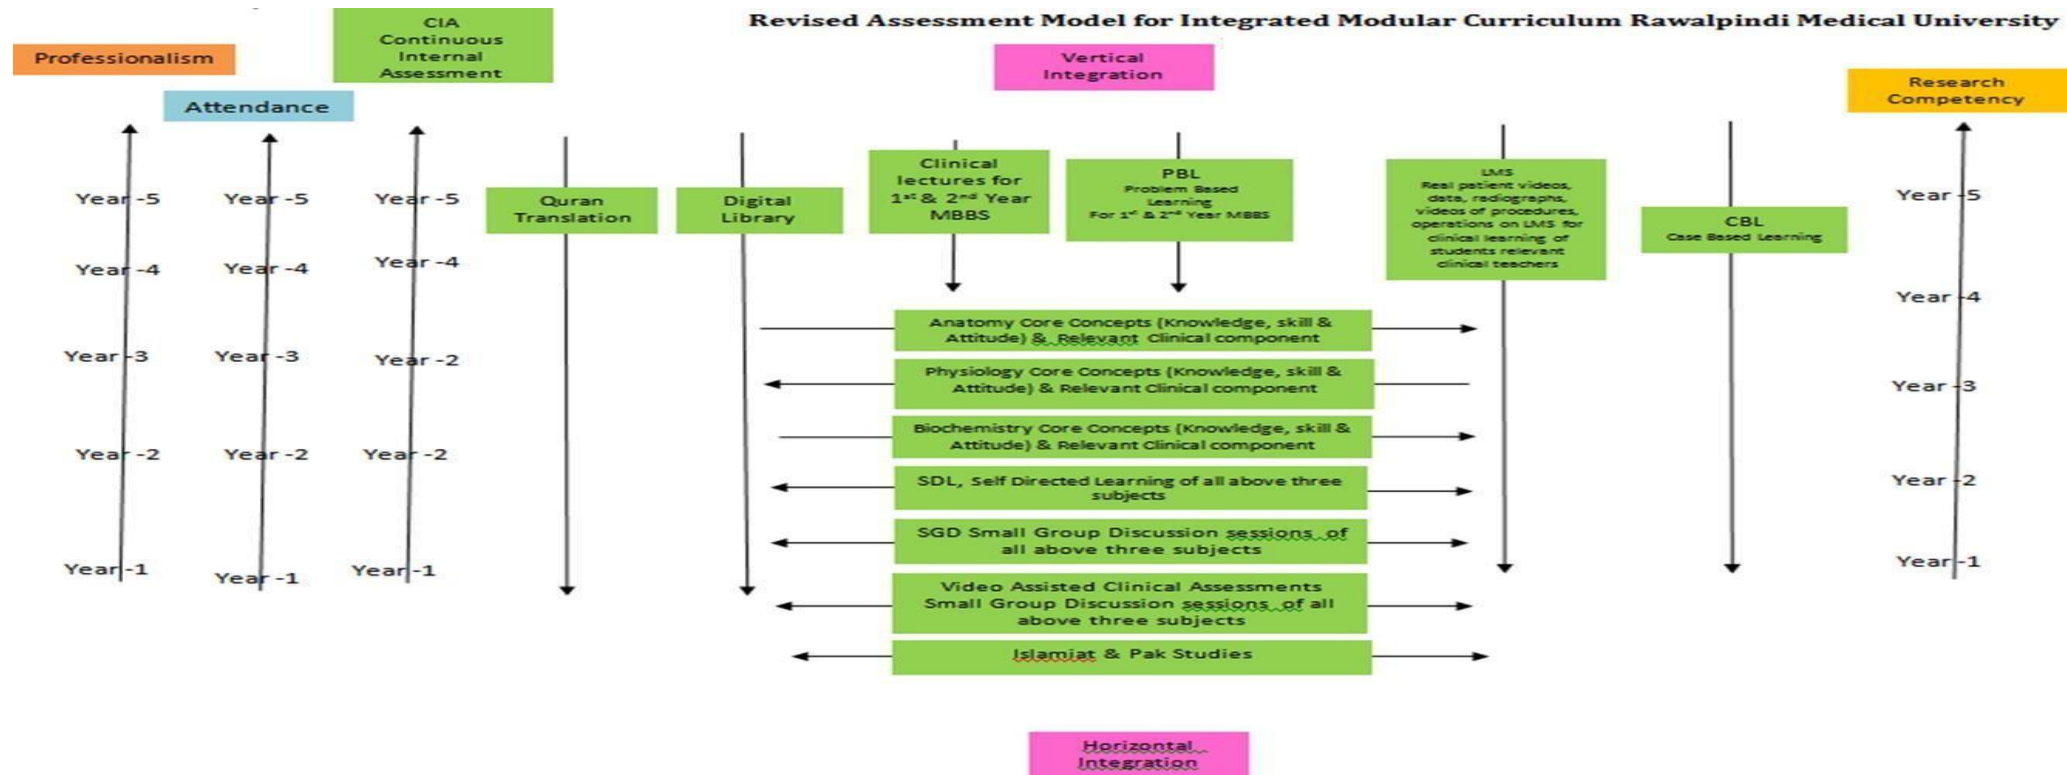 Revised Assessment Model for Integrated Modular Curriculum Rawalpindi Medical University
Professionalism
Attendance
CIA
Continuous
Internal
Assessment
Vertical
Integration
Research
Competency
Year -5
Year -4
Year -3
Year -2
Year -1
Year -5
Year -4
Year -3
Year -2
Year -1
Year -5
Year -4
Year -2
Year -2
Year -1
Quran
Translation
Digital
Library
Clinical
lectures for
1st & 2nd Year
MBBS
PBL
Problem Based
Learning
For 1st & 2nd Year MBBS
LMS
Real patient videos,
data, radiographs,
videos of procedures,
operations on LMS for
clinical learning of
students relevant
clinical teachers
CBL
Case Based Learning
Year -5
Year -4
Year -3
Year -2
Year -1
Anatomy Core Concepts (Knowledge, skill &
Attitude) & Relevant Clinical component
Physiology Core Concepts (Knowledge, skill &
Attitude) & Relevant Clinical component
Biochemistry Core Concepts (Knowledge, skill &
Attitude) & Relevant Clinical component
SDL, Self Directed Learning of all above three
subjects
SGD Small Group Discussion sessions of
all above three subjects
Video Assisted Clinical Assessments
Small Group Discussion sessions of all
above three subjects
Islamiat & Pak Studies
Horizontal
Integration